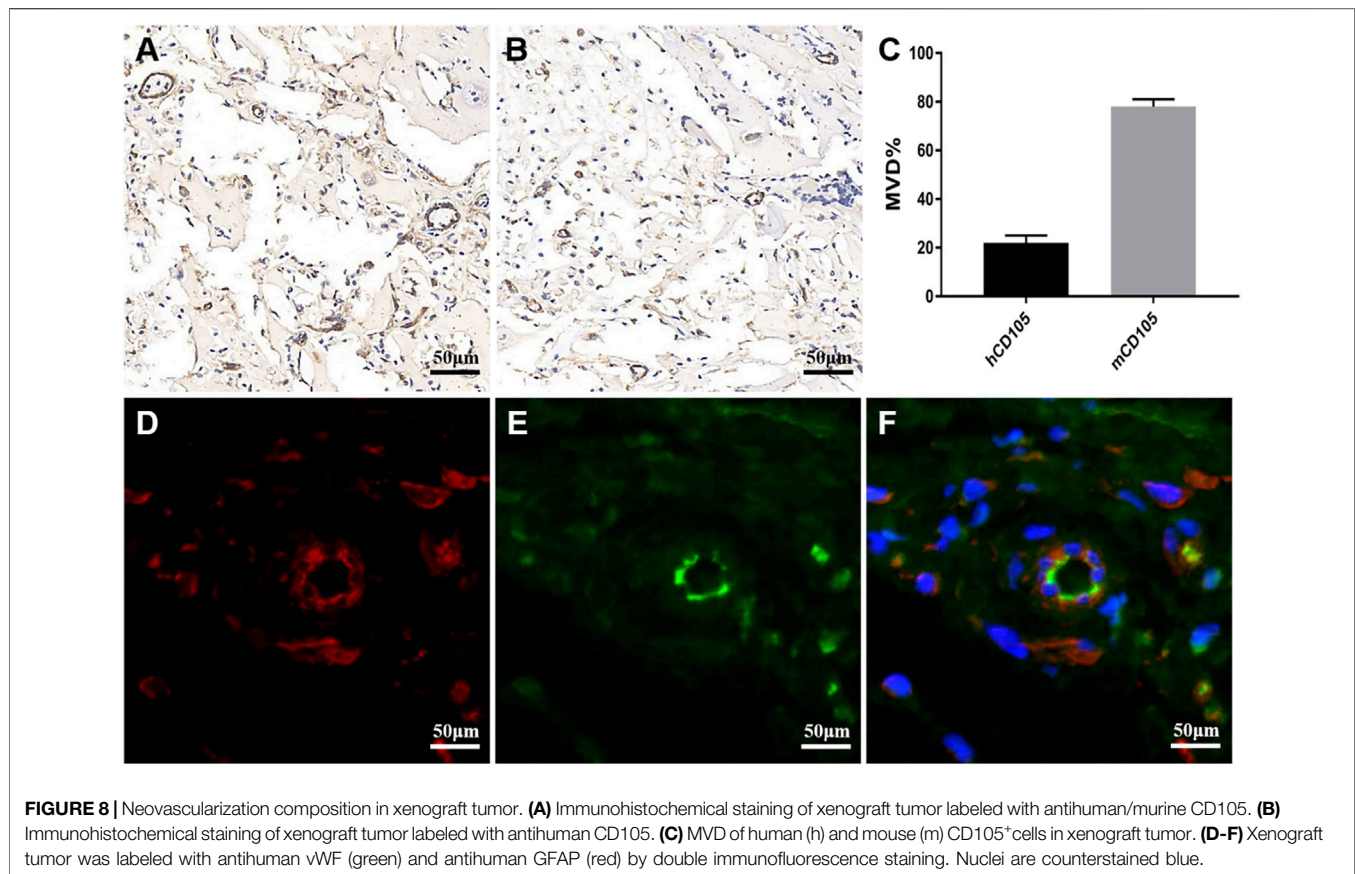 A
B
C
100
80
60
40
20
0
MVD%
hCD105
mCD105
50µm
50µm
D
E
F
50µm
50µm
50µm
FIGURE 8 | Neovascularization composition in xenograft tumor. (A) Immunohistochemical staining of xenograft tumor labeled with antihuman/murine CD105. (B)
Immunohistochemical staining of xenograft tumor labeled with antihuman CD105. (C) MVD of human (h) and mouse (m) CD105⁺cells in xenograft tumor. (D-F) Xenograft
tumor was labeled with antihuman vWF (green) and antihuman GFAP (red) by double immunofluorescence staining. Nuclei are counterstained blue.